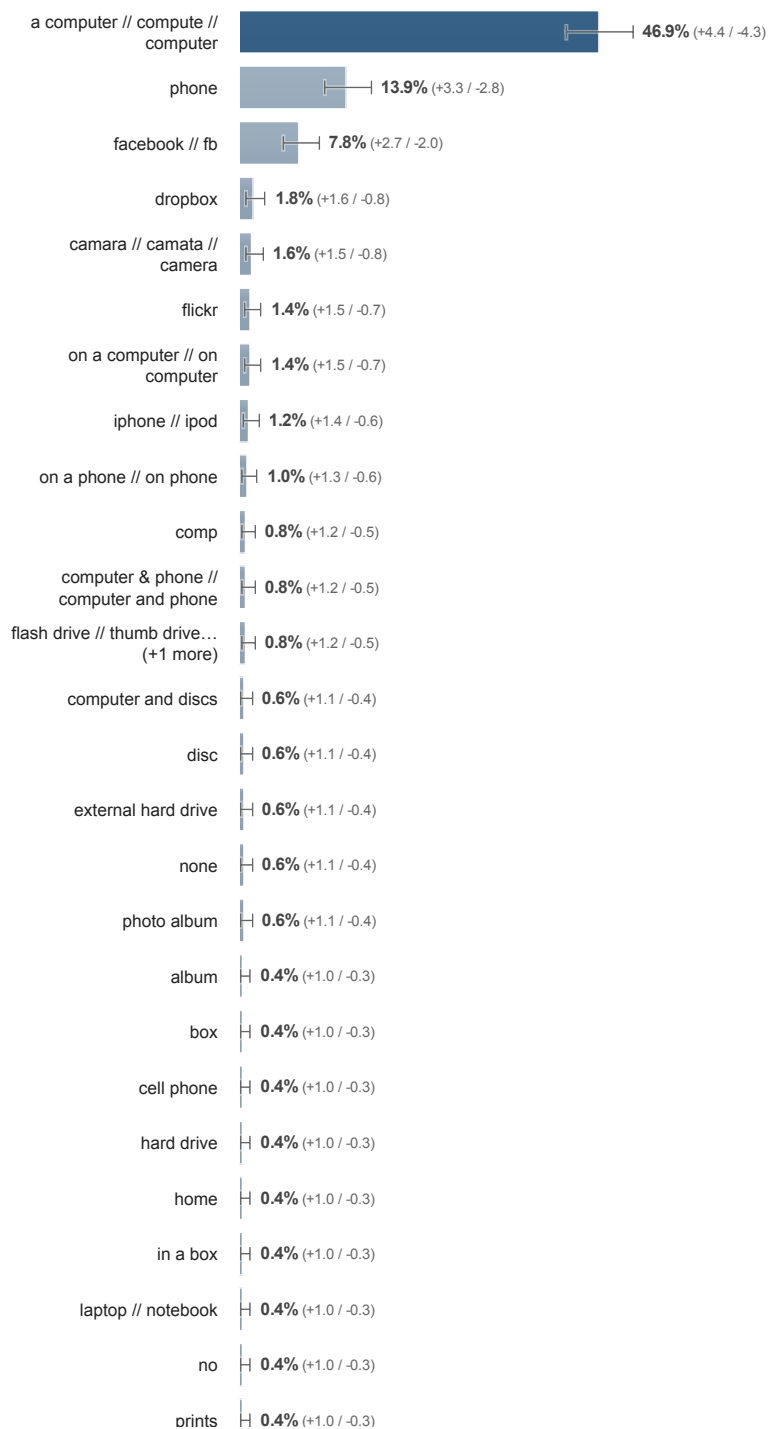 a computer // compute //
computer
46.9% (+4.4 / -4.3)
phone
13.9% (+3.3 / -2.8)
facebook // fb
7.8% (+2.7 / -2.0)
dropbox
1.8% (+1.6 / -0.8)
camara // camata //
camera
1.6% (+1.5 / -0.8)
flickr
1.4% (+1.5 / -0.7)
on a computer // on
computer
1.4% (+1.5 / -0.7)
iphone // ipod
1.2% (+1.4 / -0.6)
on a phone // on phone
1.0% (+1.3 / -0.6)
comp
0.8% (+1.2 / -0.5)
computer & phone //
computer and phone
0.8% (+1.2 / -0.5)
flash drive // thumb drive…
(+1 more)
0.8% (+1.2 / -0.5)
computer and discs
0.6% (+1.1 / -0.4)
disc
0.6% (+1.1 / -0.4)
external hard drive
0.6% (+1.1 / -0.4)
none
0.6% (+1.1 / -0.4)
photo album
0.6% (+1.1 / -0.4)
album
0.4% (+1.0 / -0.3)
box
0.4% (+1.0 / -0.3)
cell phone
0.4% (+1.0 / -0.3)
hard drive
0.4% (+1.0 / -0.3)
home
0.4% (+1.0 / -0.3)
in a box
0.4% (+1.0 / -0.3)
laptop // notebook
0.4% (+1.0 / -0.3)
no
0.4% (+1.0 / -0.3)
prints
0.4% (+1.0 / -0.3)